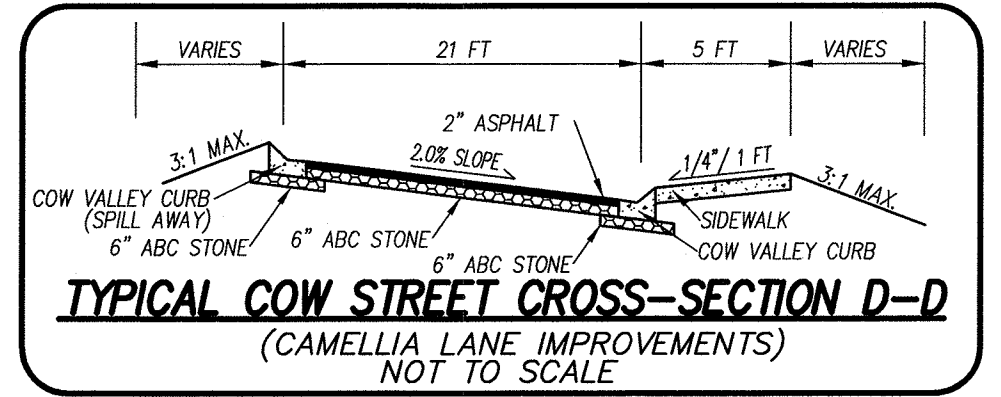 VARIES
21 FT
5 FT
VARIES
2" ASPHALT
3:1 MAX.
2.0% SLOPE
1/4"/ 1 FT
3:1 MAX.
COW VALLEY CURB
(SPILL AWAY)
6" ABC STONE
6" ABC STONE
6" ABC STONE
SIDEWALK
COW VALLEY CURB
TYPICAL COW STREET CROSS-SECTION D-D
(CAMELLIA LANE IMPROVEMENTS)
NOT TO SCALE